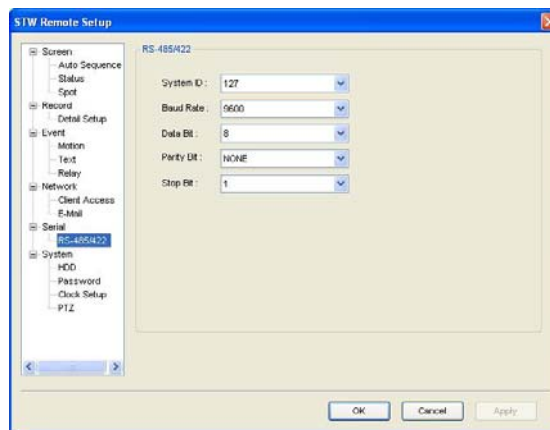 STW Remote Setup
Screen
Auto Sequence
Status
Spot
Record
Detail Setup
Event
Motion
Text
Relay
Network
Client Access
E-Mail
Serial
RS-485/422
System
HDD
Password
Clock Setup
PTZ
RS-485/422
System ID : 127
Baud Rate : 9600
Data Bit : 8
Parity Bit : NONE
Stop Bit : 1
OK Cancel Apply